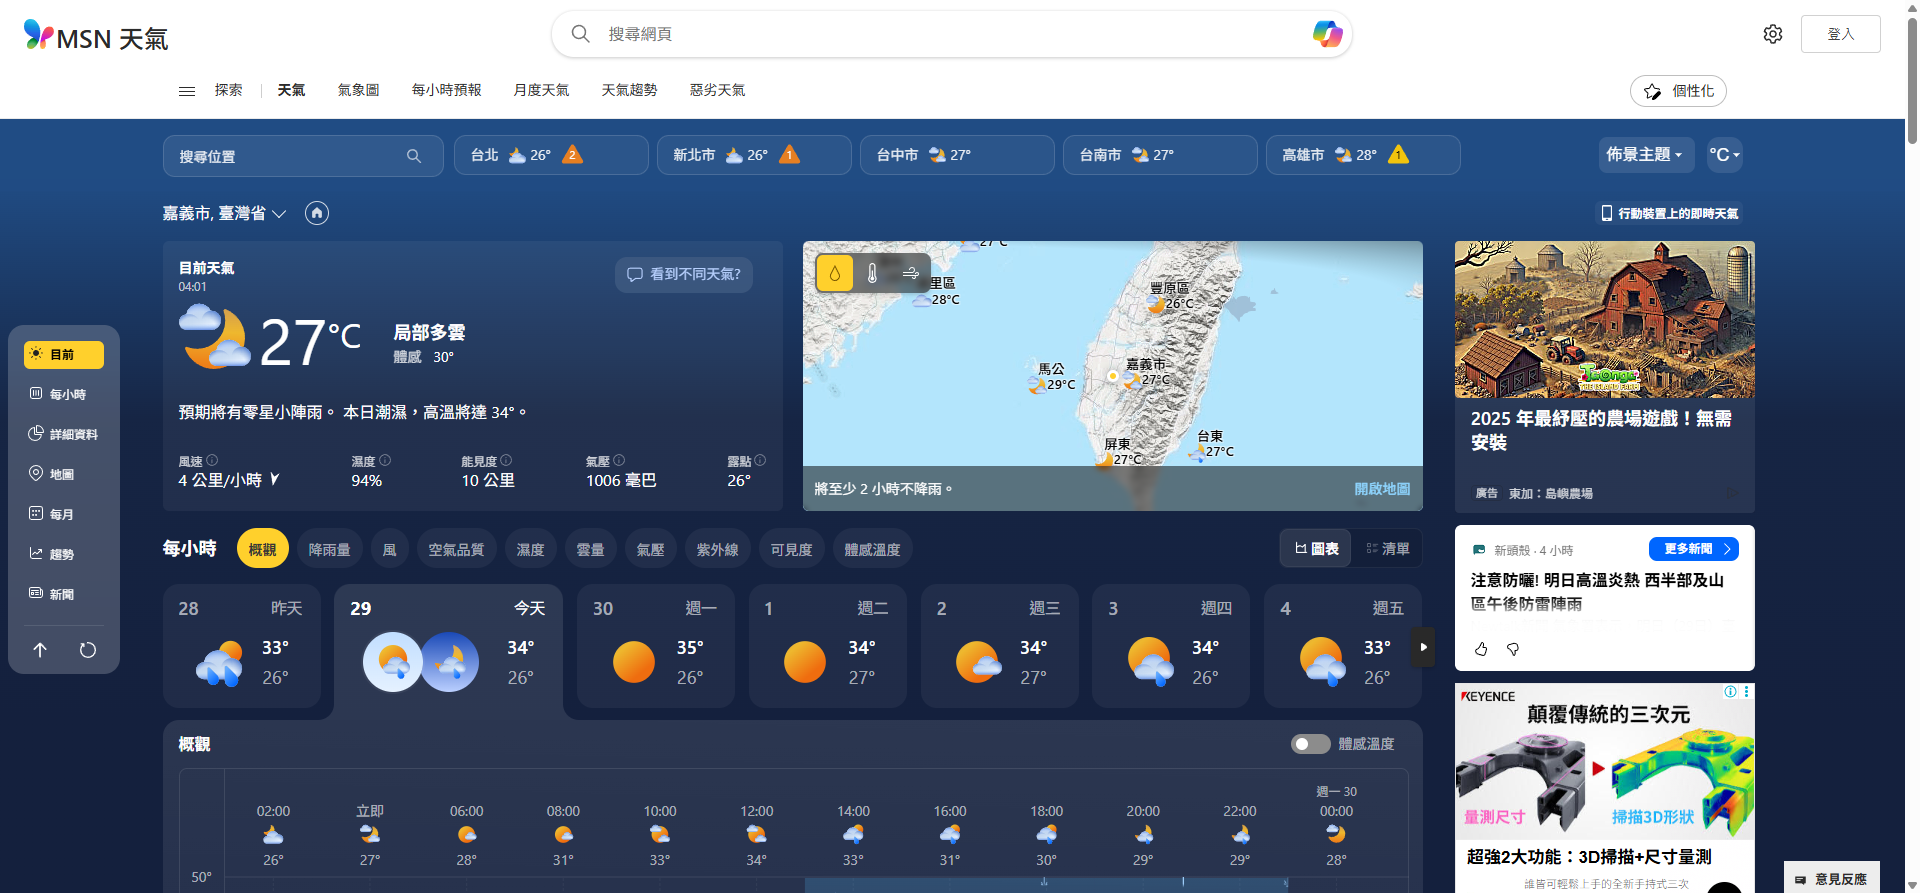 MSN 天氣
搜尋網頁
登入
探索
天氣
氣象圖
每小時預報
月度天氣
天氣趨勢
惡劣天氣
個性化
搜尋位置
台北 26° 2
新北市 26° 1
台中市 27°
台南市 27°
高雄市 28° 1
佈景主題
°C
嘉義市, 臺灣省
行動裝置上的即時天氣
目前天氣
04:01
看到不同天氣?
27°C
局部多雲
體感 30°
預期將有零星小陣雨。 本日潮濕，高溫將達 34°。
風速
4 公里/小時
濕度
94%
能見度
10 公里
氣壓
1006 毫巴
露點
26°
27°C
里區
28°C
豐原區
26°C
馬公
29°C
嘉義市
27°C
屏東
27°C
台東
27°C
將至少 2 小時不降雨。
開啟地圖
目前
每小時
詳細資料
地圖
每月
趨勢
新聞
每小時
概觀
降雨量
風
空氣品質
濕度
雲量
氣壓
紫外線
可見度
體感溫度
圖表
清單
28 昨天
33°
26°
29 今天
34°
26°
30 週一
35°
26°
1 週二
34°
27°
2 週三
34°
27°
3 週四
34°
26°
4 週五
33°
26°
概觀
體感溫度
週一 30
02:00 立即 06:00 08:00 10:00 12:00 14:00 16:00 18:00 20:00 22:00 00:00
26° 27° 28° 31° 33° 34° 33° 31° 30° 29° 29° 28°
50°
2025 年最紓壓的農場遊戲！無需
安裝
廣告 東加：島嶼農場
新頭殼 · 4 小時
更多新聞
注意防曬! 明日高溫炎熱 西半部及山
區午後防雷陣雨
KEYENCE
顛覆傳統的三次元
量測尺寸
掃描3D形狀
超強2大功能：3D掃描+尺寸量測
誰皆可輕鬆上手的全新手持式三次
意見反應